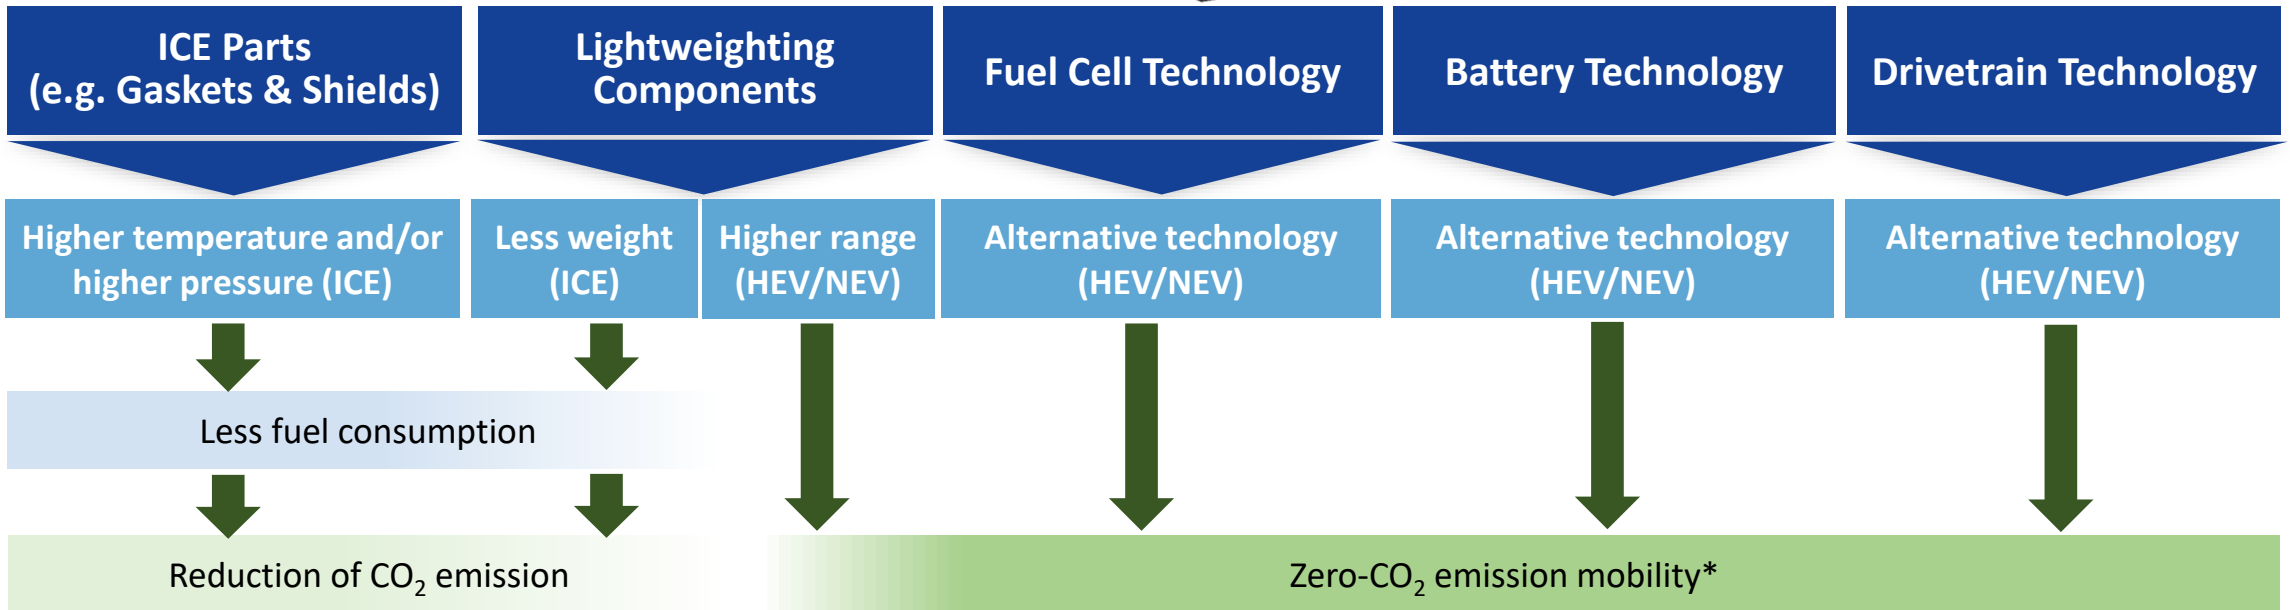 ICE Parts
(e.g. Gaskets & Shields)
Lightweighting
Components
Fuel Cell Technology
Battery Technology
Drivetrain Technology
Higher temperature and/or
higher pressure (ICE)
Less weight
(ICE)
Higher range
(HEV/NEV)
Alternative technology
(HEV/NEV)
Alternative technology
(HEV/NEV)
Alternative technology
(HEV/NEV)
Less fuel consumption
Reduction of CO₂ emission
Zero-CO₂ emission mobility*